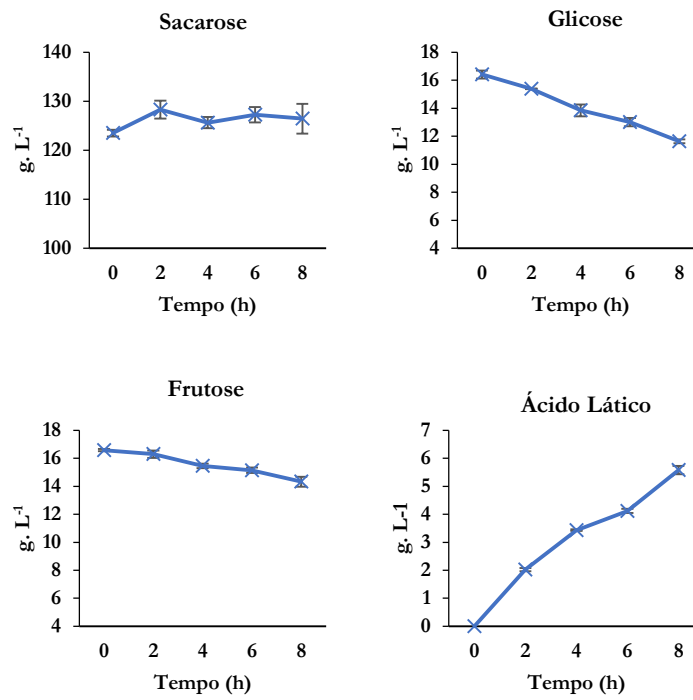 Sacarose
140
130
120
110
100
g. L-1
0 2 4 6 8
Tempo (h)
Glicose
18
16
14
12
10
8
6
4
g. L-1
0 2 4 6 8
Tempo (h)
Frutose
18
16
14
12
10
8
6
4
g. L-1
0 2 4 6 8
Tempo (h)
Ácido Lático
7
6
5
4
3
2
1
0
g. L-1
0 2 4 6 8
Tempo (h)